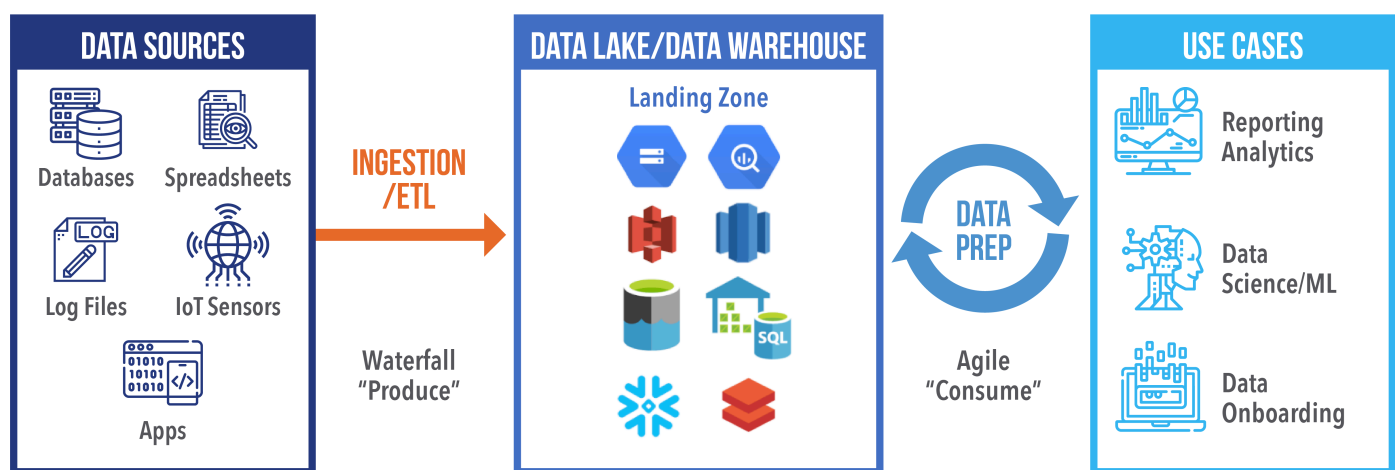 DATA SOURCES
Databases
Spreadsheets
LOG
Log Files
IoT Sensors
01010
10101
01010
</>
Apps
INGESTION
/ETL
Waterfall
“Produce”
DATA LAKE/DATA WAREHOUSE
Landing Zone
SQL
DATA
PREP
Agile
“Consume”
USE CASES
Reporting
Analytics
Data
Science/ML
Data
Onboarding